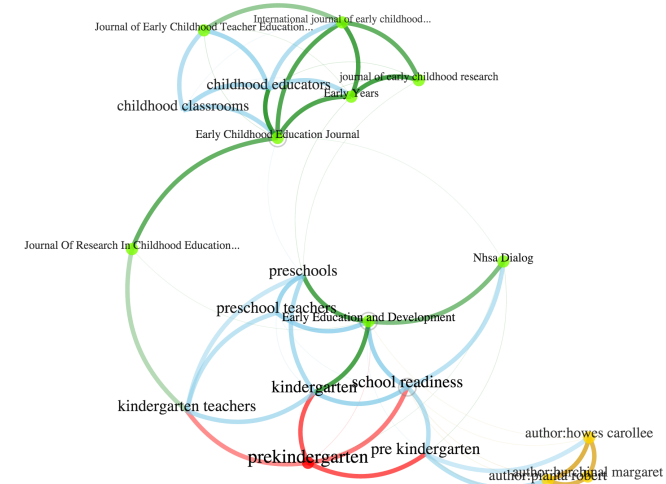 International journal of early childhood...
Journal of Early Childhood Teacher Education...
journal of early childhood research
childhood educators
Early Years
childhood classrooms
Early Childhood Education Journal
Journal Of Research In Childhood Education...
Nhsa Dialog
preschools
preschool teachers
Early Education and Development
school readiness
kindergarten
kindergarten teachers
author:howes carollee
pre kindergarten
prekindergarten
author:burchinal margaret
author:pianta robert